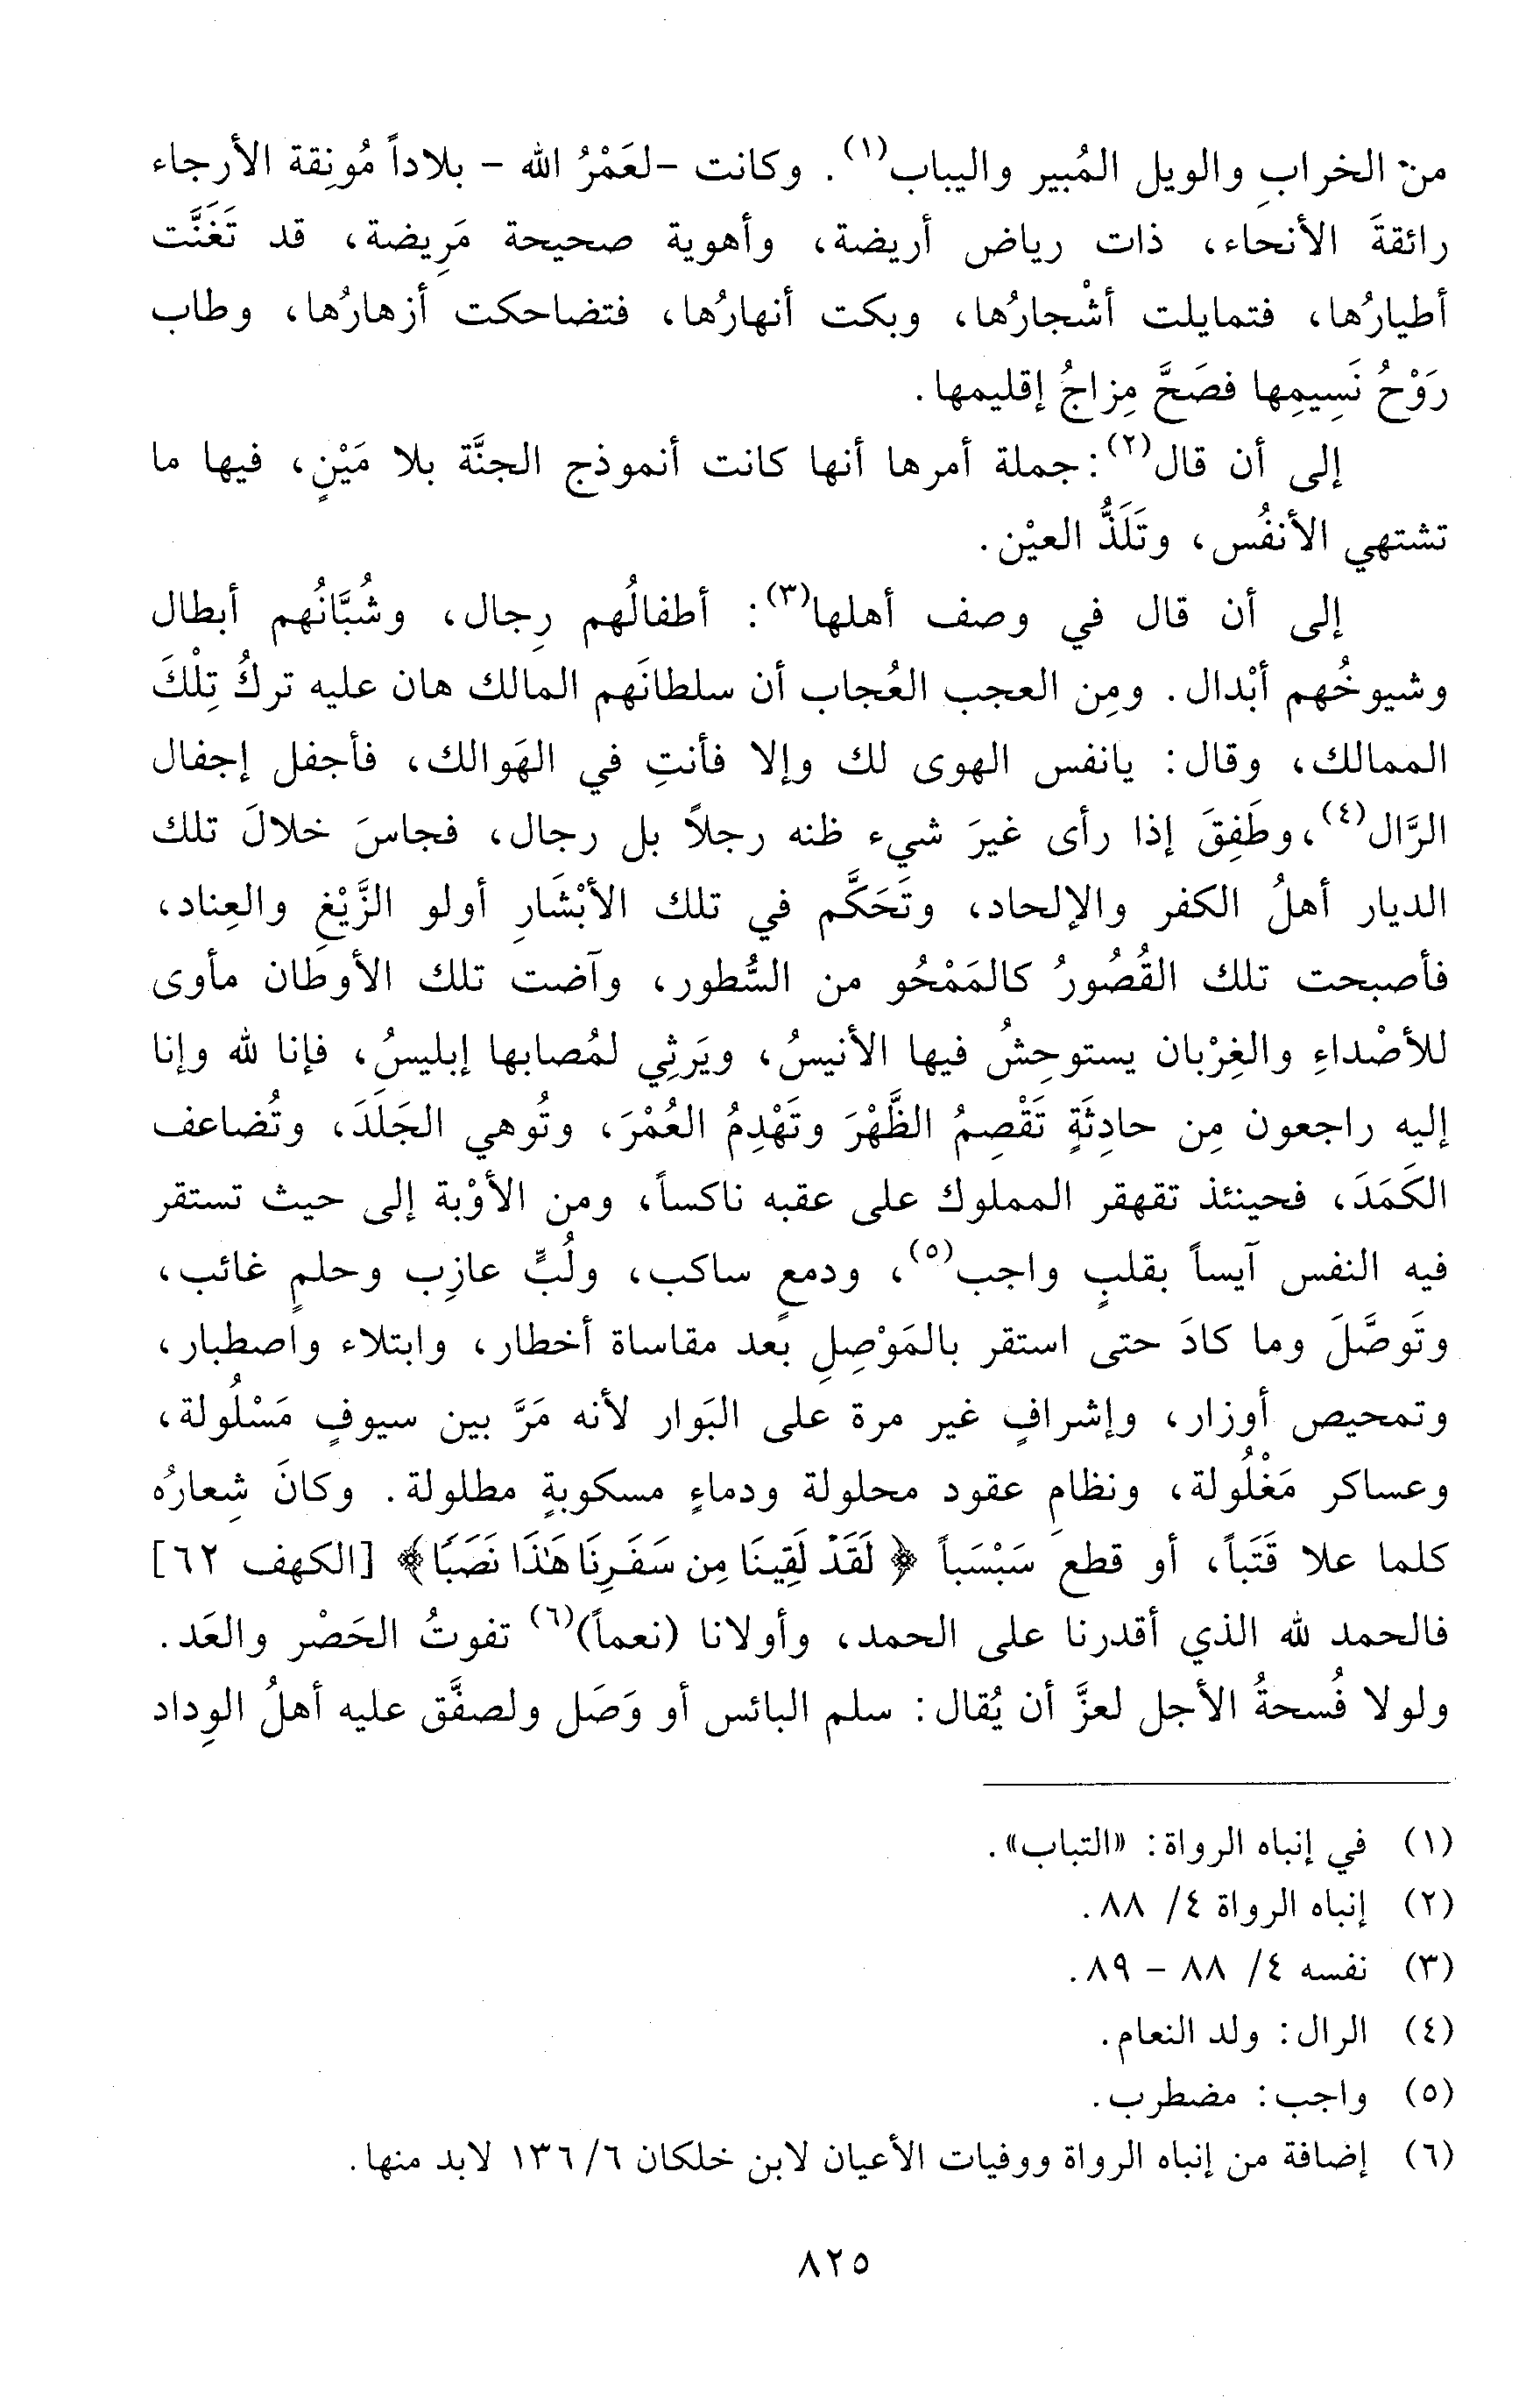 من الخرابِ والويل المُبير واليباب(١). وكانت -لعَمْرُ الله - بلاداً مُونِقة الأرجاء
رائقةَ الأنحاء، ذات رياض أريضة، وأهوية صحيحة مَرِيضة، قد تَغَنَّت
أطيارُها، فتمايلت أشْجارُها، وبكت أنهارُها، فتضاحكت أزهارُها، وطاب
رَوْحُ نَسِيمِها فصَحَّ مِزاجُ إقليمها.
إلى أن قال(٢): جملة أمرها أنها كانت أنموذج الجنَّة بلا مَيْنٍ، فيها ما
تشتهي الأنفُس، وتَلَذُّ العيْن.
إلى أن قال في وصف أهلها(٣): أطفالُهم رِجال، وشُبَّانُهم أبطال
وشيوخُهم أبْدال. ومِن العجب العُجاب أن سلطانَهم المالك هان عليه تركُ تِلْكَ
الممالك، وقال: يانفس الهوى لك وإلا فأنتِ في الهَوالك، فأجفل إجفال
الرَّال(٤)، وطَفِقَ إذا رأى غيرَ شيء ظنه رجلاً بل رجال، فجاسَ خلالَ تلك
الديار أهلُ الكفر والإلحاد، وتَحَكَّم في تلك الأبْشَارِ أولو الزَّيْغِ والعِناد،
فأصبحت تلك القُصُورُ كالمَمْحُو من السُّطور، وآضت تلك الأوطَان مأوى
للأصْداءِ والغِرْبان يستوحِشُ فيها الأنيسُ، ويَرثِي لمُصابها إبليسُ، فإنا لله وإنا
إليه راجعون مِن حادِثَةٍ تَقْصِمُ الظَّهْرَ وتَهْدِمُ العُمْرَ، وتُوهي الجَلَدَ، وتُضاعف
الكَمَدَ، فحينئذ تقهقر المملوك على عقبه ناكساً، ومن الأوْبة إلى حيث تستقر
فيه النفس آيساً بقلبٍ واجب(٥)، ودمعٍ ساكب، ولُبٍّ عازِب وحلمٍ غائب،
وتَوصَّلَ وما كادَ حتى استقر بالمَوْصِلِ بَعد مقاساة أخطار، وابتلاء واصطبار،
وتمحيص أوزار، وإشرافٍ غير مرة على البَوار لأنه مَرَّ بين سيوفٍ مَسْلُولة،
وعساكر مَغْلُولة، ونظامِ عقود محلولة ودماءٍ مسكوبةٍ مطلولة. وكانَ شِعارُه
كلما علا قَتَباً، أو قطعَ سَبْسَباً ﴿ لَقَدْ لَقِينَا مِن سَفَرِنَا هَٰذَا نَصَبًا﴾ [الكهف ٦٢]
فالحمد لله الذي أقدرنا على الحمد، وأولانا (نعماً)(٦) تفوتُ الحَصْر والعَد.
ولولا فُسحةُ الأجل لعزَّ أن يُقال: سلم البائس أو وَصَل ولصفَّق عليه أهلُ الوِداد
(١) في إنباه الرواة: «التباب».
(٢) إنباه الرواة ٤/ ٨٨.
(٣) نفسه ٤/ ٨٨ - ٨٩.
(٤) الرال: ولد النعام.
(٥) واجب: مضطرب.
(٦) إضافة من إنباه الرواة ووفيات الأعيان لابن خلكان ٦/ ١٣٦ لابد منها.
٨٢٥